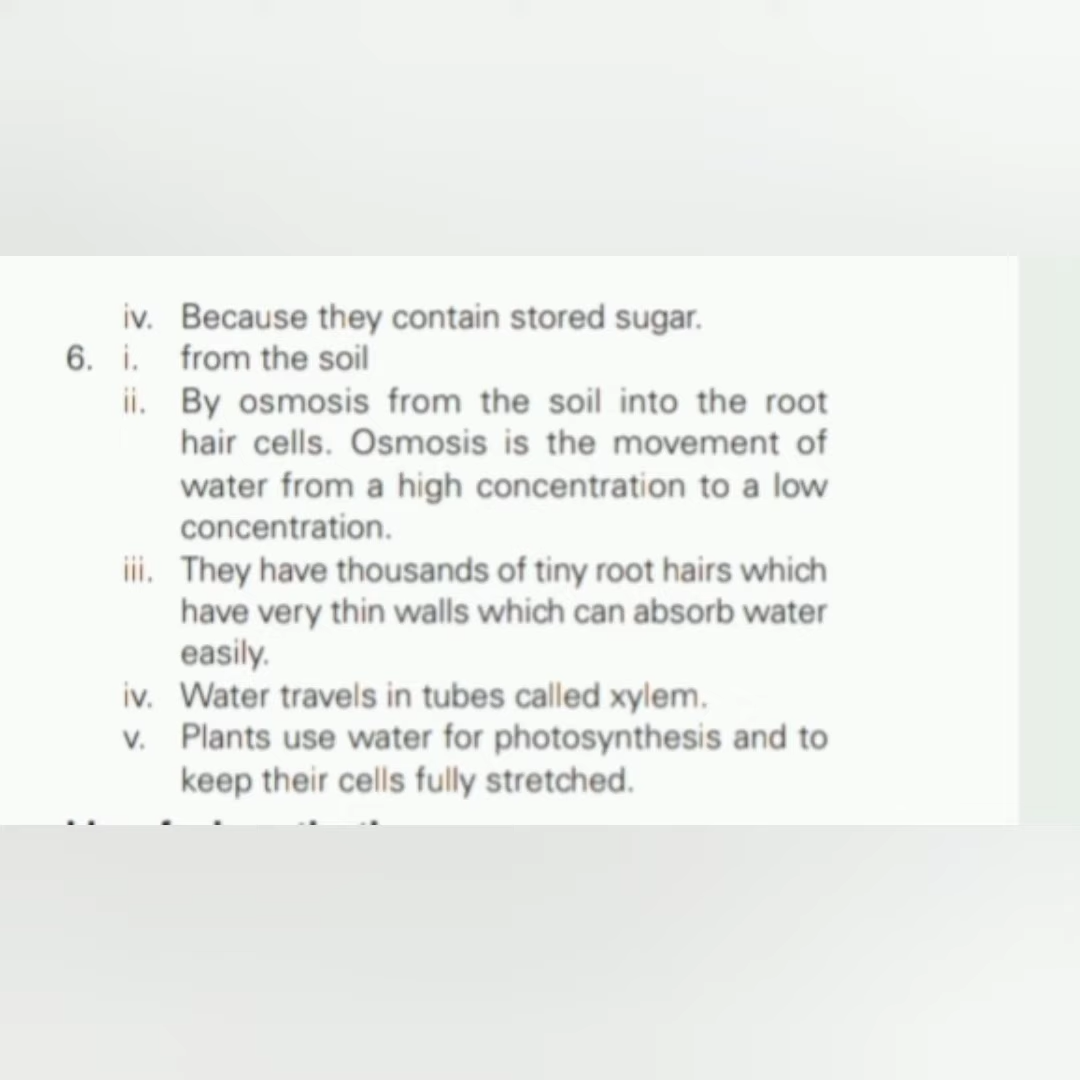 iv. Because they contain stored sugar.
6. i. from the soil
ii. By osmosis from the soil into the root
hair cells. Osmosis is the movement of
water from a high concentration to a low
concentration.
iii. They have thousands of tiny root hairs which
have very thin walls which can absorb water
easily.
iv. Water travels in tubes called xylem.
v. Plants use water for photosynthesis and to
keep their cells fully stretched.